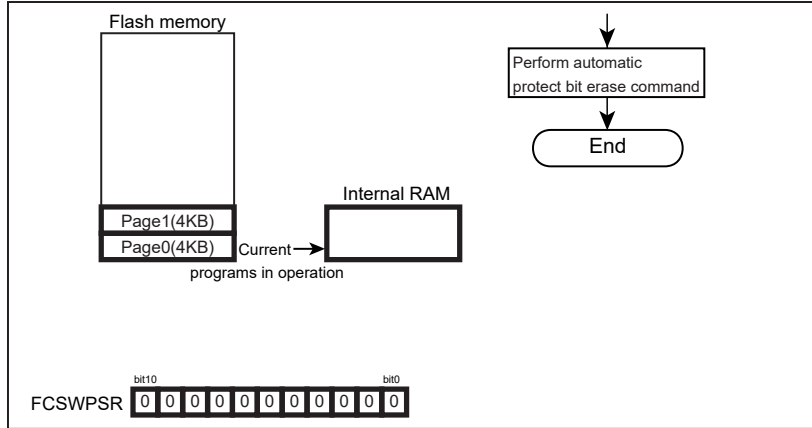 Flash memory
Perform automatic
protect bit erase command
End
Internal RAM
Page1(4KB)
Page0(4KB)
Current
programs in operation
bit10
bit0
FCSWPSR 0 0 0 0 0 0 0 0 0 0 0